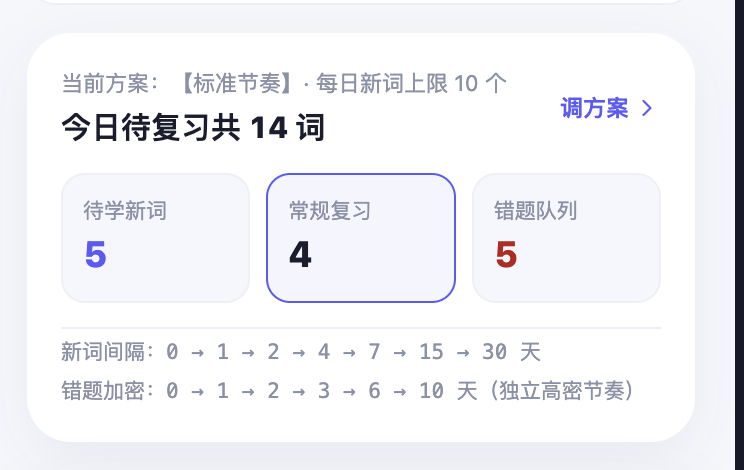 当前方案：【标准节奏】· 每日新词上限 10 个
今日待复习共 14 词
调方案 >
待学新词
5
常规复习
4
错题队列
5
新词间隔：0 → 1 → 2 → 4 → 7 → 15 → 30 天
错题加密：0 → 1 → 2 → 3 → 6 → 10 天（独立高密节奏）